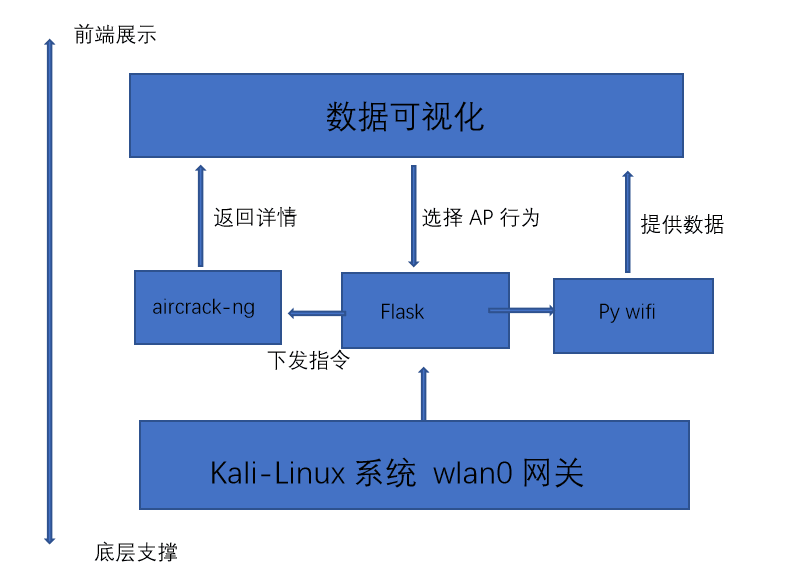 前端展示
数据可视化
返回详情
选择 AP 行为
提供数据
aircrack-ng
Flask
Py wifi
下发指令
Kali-Linux 系统 wlan0 网关
底层支撑